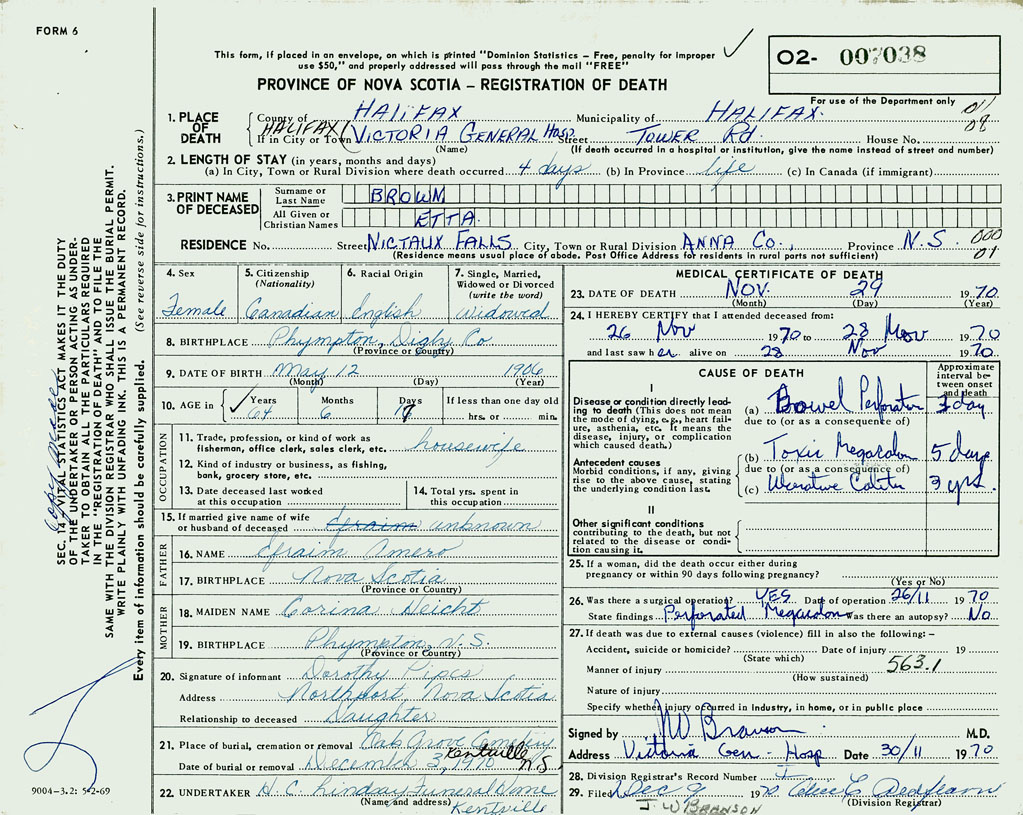 FORM 6
This form, if placed in an envelope, on which is printed "Dominion Statistics – Free, penalty for improper
use $50," and properly addressed will pass through the mail "FREE"
02- 007038
PROVINCE OF NOVA SCOTIA – REGISTRATION OF DEATH
For use of the Department only
011
08
1. PLACE OF DEATH
County of HALIFAX Municipality of HALIFAX.
HALIFAX
If in City or Town VICTORIA GENERAL Hosp. Street TOWER Rd. House No.
(Name) (If death occurred in a hospital or institution, give the name instead of street and number)
2. LENGTH OF STAY (in years, months and days)
(a) In City, Town or Rural Division where death occurred 4 days (b) In Province life (c) In Canada (if immigrant)
3. PRINT NAME OF DECEASED
Surname or Last Name BROWN
All Given or Christian Names ETTA
RESIDENCE No. Street NICTAUX FALLS City, Town or Rural Division ANNA CO., Province N.S. 000
01
(Residence means usual place of abode. Post Office Address for residents in rural parts not sufficient)
4. Sex
Female
5. Citizenship (Nationality)
Canadian
6. Racial Origin
English
7. Single, Married, Widowed or Divorced (write the word)
Widowed
8. BIRTHPLACE Plympton, Digby Co
(Province or Country)
9. DATE OF BIRTH May 12 1906
(Month) (Day) (Year)
10. AGE in Years Months Days If less than one day old
64 6 17 hrs. or min.
OCCUPATION
11. Trade, profession, or kind of work as housewife
fisherman, office clerk, sales clerk, etc.
12. Kind of industry or business, as fishing,
bank, grocery store, etc.
13. Date deceased last worked
at this occupation
14. Total yrs. spent in
this occupation
15. If married give name of wife
or husband of deceased Efraim unknown
FATHER
16. NAME Efraim Amero
17. BIRTHPLACE Nova Scotia
(Province or Country)
MOTHER
18. MAIDEN NAME Corina Deicht
19. BIRTHPLACE Plympton, N.S.
(Province or Country)
20. Signature of informant Dorothy Pipes
Address Northport Nova Scotia
Relationship to deceased Daughter
21. Place of burial, cremation or removal Oak Grove Cemetery
Kentville
N.S
Date of burial or removal December 3, 1970
22. UNDERTAKER H. C. Lindsay Funeral Home
(Name and address) Kentville
MEDICAL CERTIFICATE OF DEATH
23. DATE OF DEATH NOV. 29 1970
(Month) (Day) (Year)
24. I HEREBY CERTIFY that I attended deceased from:
26 Nov 1970 to 28 Nov 1970
and last saw her alive on 28 Nov 1970
CAUSE OF DEATH
Approximate interval between onset and death
I
Disease or condition directly leading to death (This does not mean the mode of dying, e.g., heart failure, asthenia, etc. It means the disease, injury, or complication which caused death.)
(a) Bowel Perforation day
due to (or as a consequence of)
Antecedent causes
Morbid conditions, if any, giving rise to the above cause, stating the underlying condition last.
(b) Toxic Megacolon 5 days
due to (or as a consequence of)
(c) Ulcerative Colitis yrs.
II
Other significant conditions
contributing to the death, but not
related to the disease or condition causing it.
25. If a woman, did the death occur either during
pregnancy or within 90 days following pregnancy?
(Yes or No)
26. Was there a surgical operation? YES Date of operation 26/11 1970
State findings Perforated Megacolon Was there an autopsy? No
27. If death was due to external causes (violence) fill in also the following: –
Accident, suicide or homicide? Date of injury 19
(State which)
Manner of injury 563.1
(How sustained)
Nature of injury
Specify whether injury occurred in industry, in home, or in public place
Signed by J W Branson M.D.
Address Victoria Gen - Hosp Date 30/11 1970
28. Division Registrar's Record Number
29. Filed Dec 9 1970
(Division Registrar)
J. W BRANSON
SEC. 14 VITAL STATISTICS ACT MAKES IT THE DUTY
OF THE UNDERTAKER OR PERSON ACTING AS UNDERTAKER TO OBTAIN THE PARTICULARS REQUIRED
IN THE "REGISTRATION OF DEATH" AND TO FILE THE
SAME WITH THE DIVISION REGISTRAR WHO SHALL ISSUE THE BURIAL PERMIT.
WRITE PLAINLY WITH UNFADING INK. THIS IS A PERMANENT RECORD.
Every item of information should be carefully supplied. (See reverse side for instructions.)
Copy Made
9004-3.2: 5-2-69